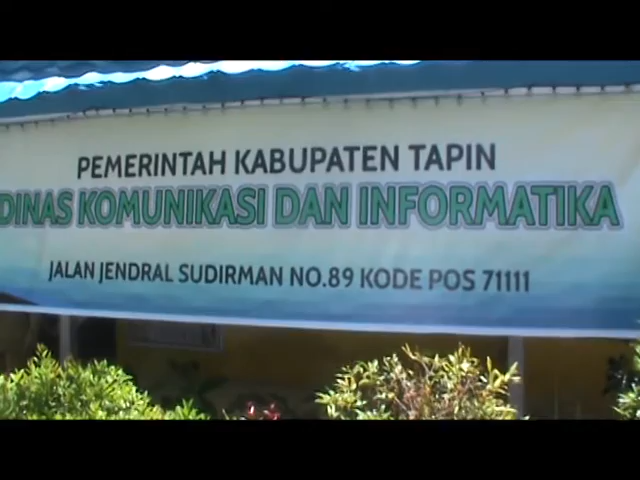 PEMERINTAH KABUPATEN TAPIN
DINAS KOMUNIKASI DAN INFORMATIKA
JALAN JENDRAL SUDIRMAN NO.89 KODE POS 71111